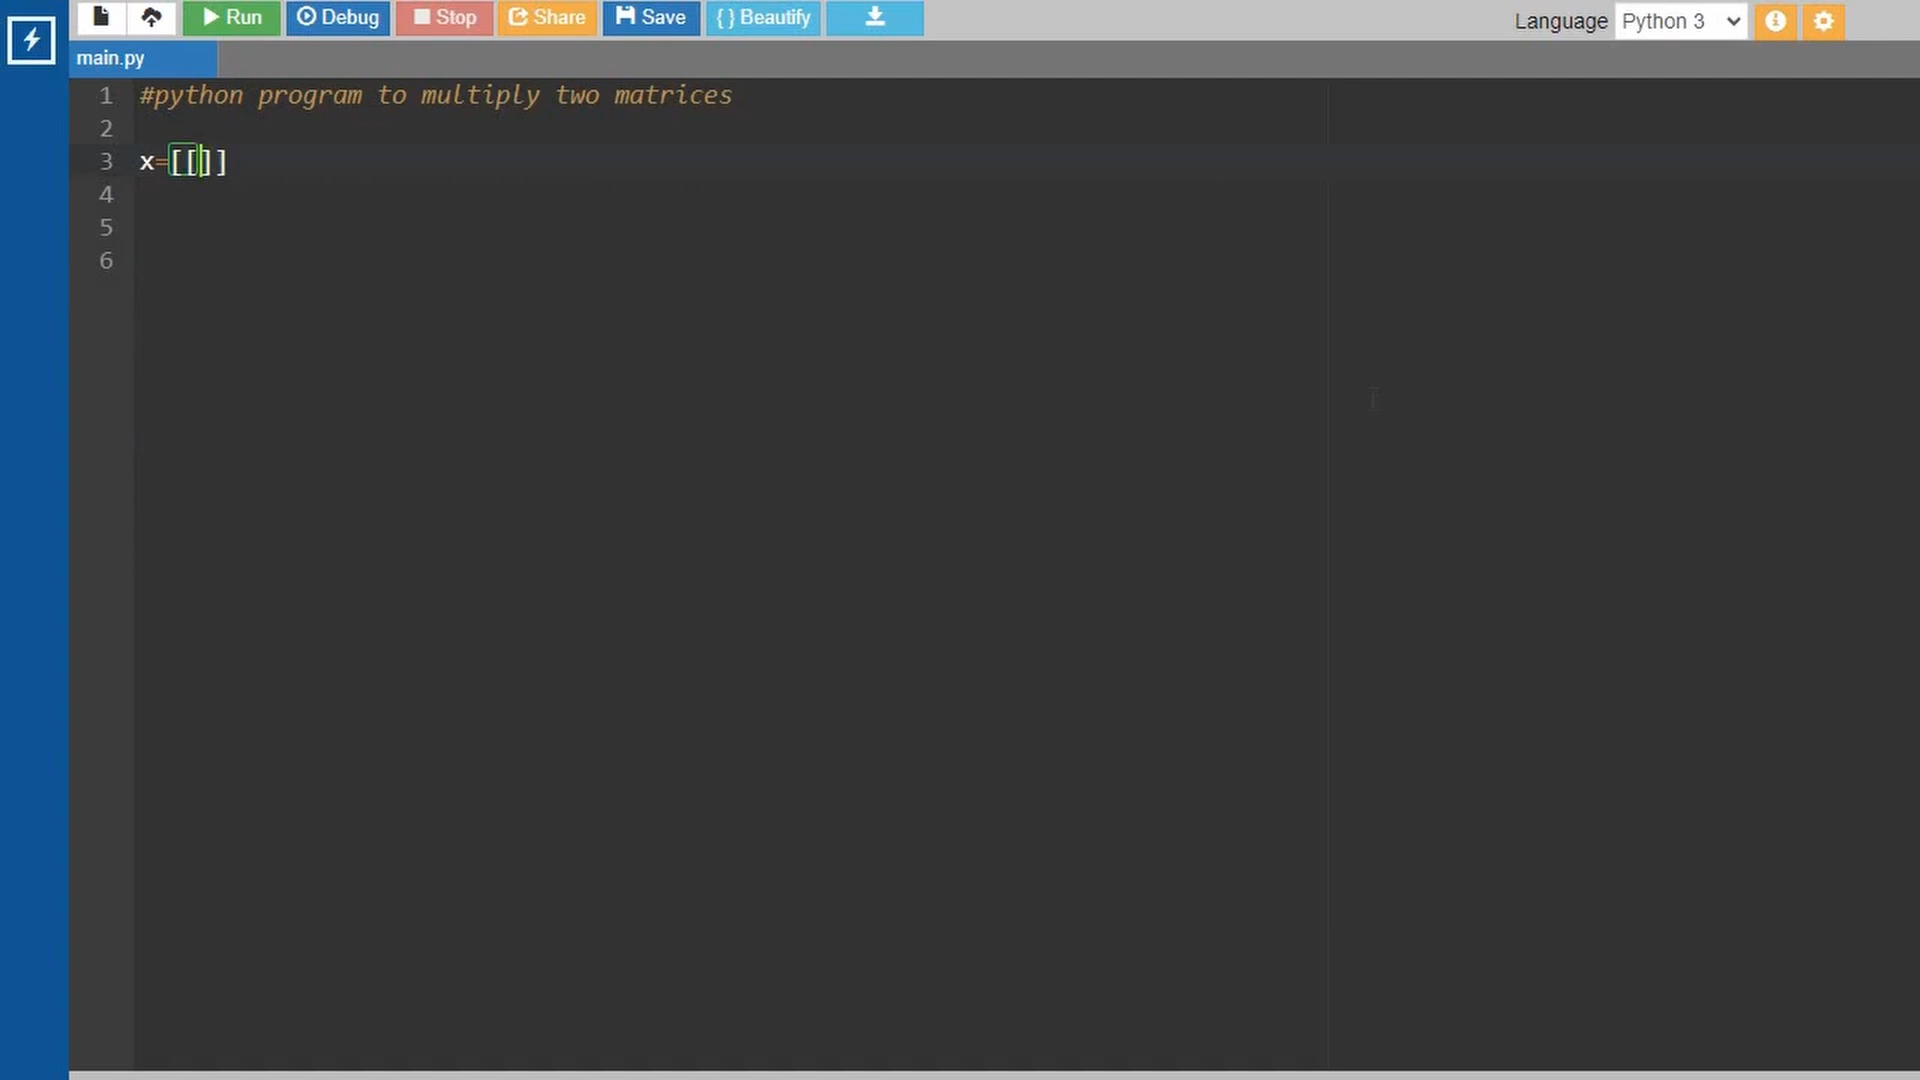 Run Debug Stop Share Save { } Beautify Language Python 3
main.py
1 #python program to multiply two matrices
2
3 x=[[]]
4
5
6